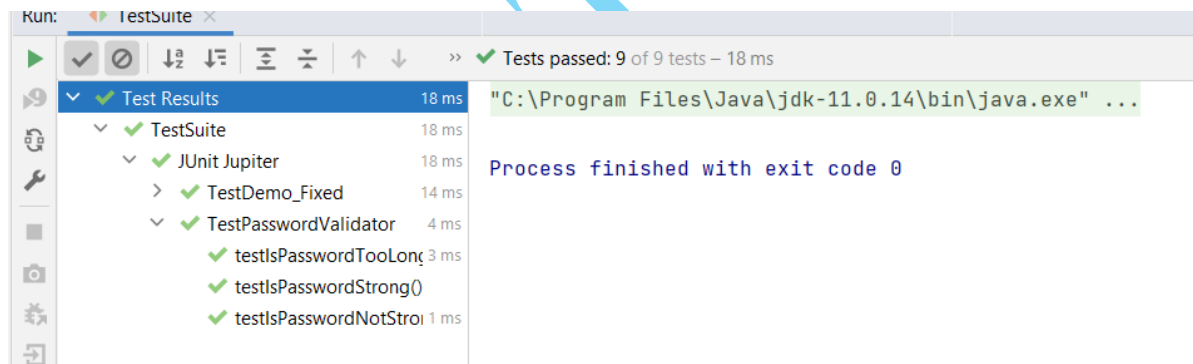 Run: TestSuite
Tests passed: 9 of 9 tests – 18 ms
Test Results 18 ms
TestSuite 18 ms
JUnit Jupiter 18 ms
TestDemo_Fixed 14 ms
TestPasswordValidator 4 ms
testIsPasswordTooLong 3 ms
testIsPasswordStrong()
testIsPasswordNotStro 1 ms
"C:\Program Files\Java\jdk-11.0.14\bin\java.exe" ...
Process finished with exit code 0